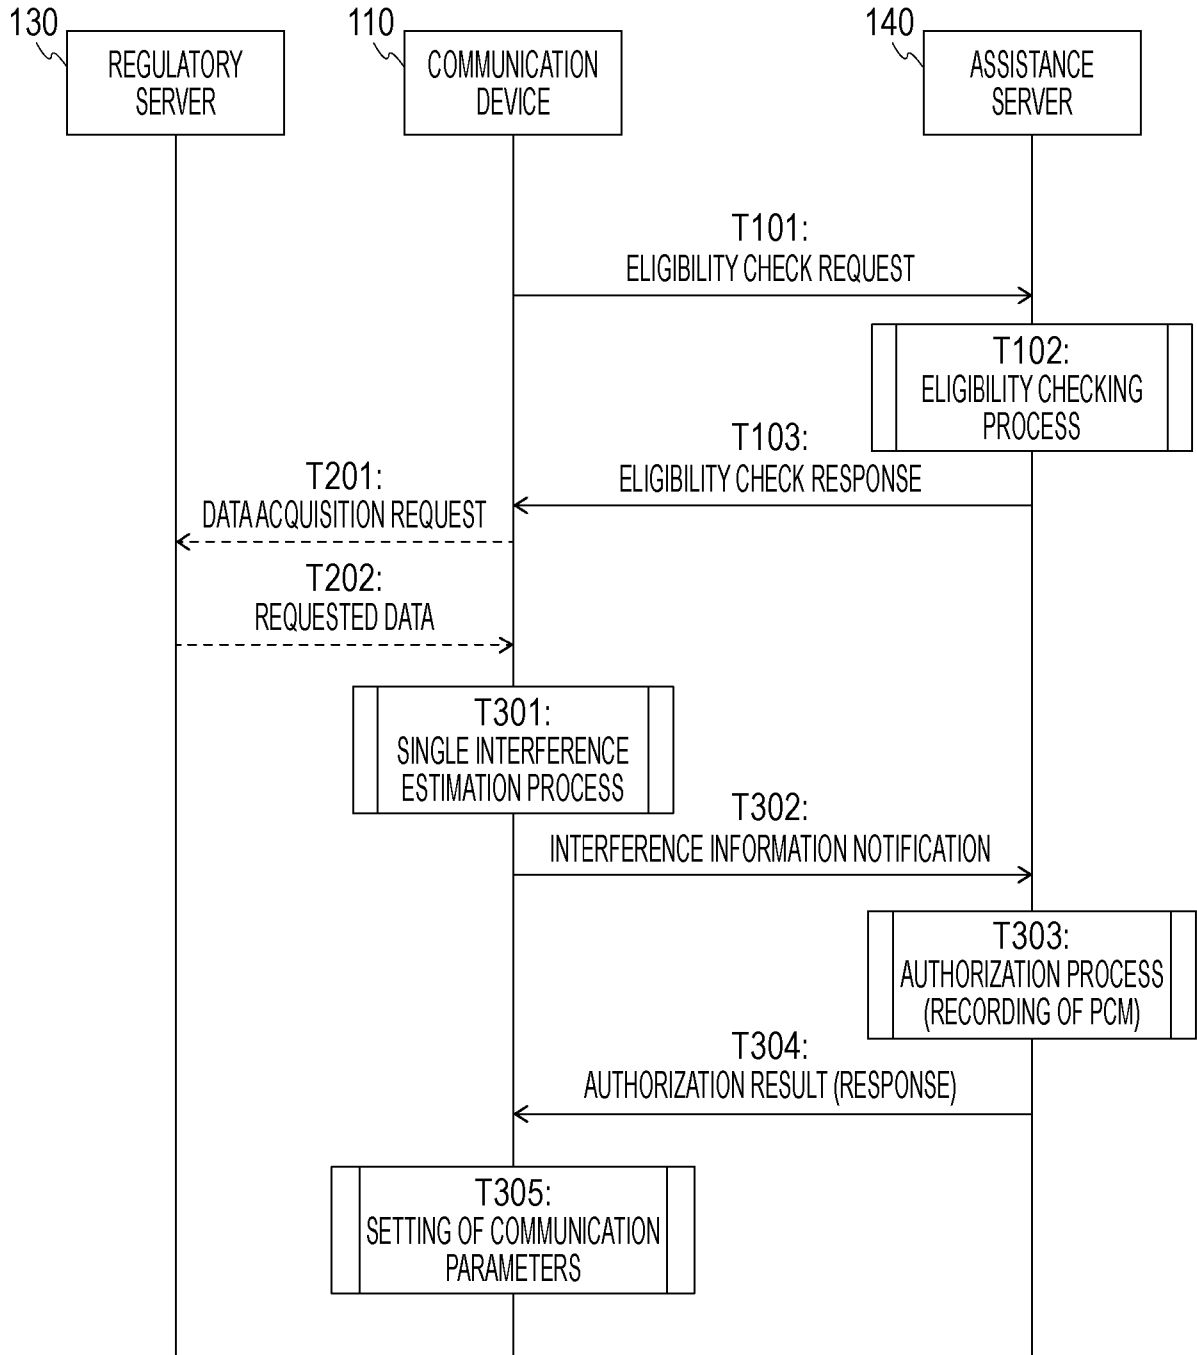 130
REGULATORY
SERVER
110
COMMUNICATION
DEVICE
140
ASSISTANCE
SERVER
T101:
ELIGIBILITY CHECK REQUEST
T102:
ELIGIBILITY CHECKING
PROCESS
T103:
ELIGIBILITY CHECK RESPONSE
T201:
DATA ACQUISITION REQUEST
T202:
REQUESTED DATA
T301:
SINGLE INTERFERENCE
ESTIMATION PROCESS
T302:
INTERFERENCE INFORMATION NOTIFICATION
T303:
AUTHORIZATION PROCESS
(RECORDING OF PCM)
T304:
AUTHORIZATION RESULT (RESPONSE)
T305:
SETTING OF COMMUNICATION
PARAMETERS